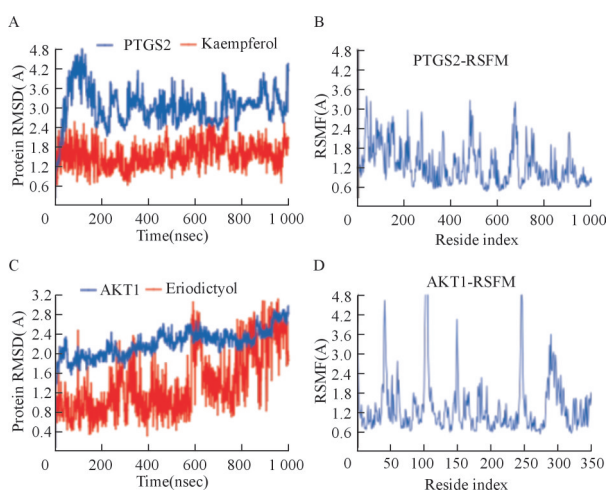 A
PTGS2 Kaempferol
Protein RMSD( A)
4.8
4.2
3.6
3.0
2.4
1.8
1.2
0.6
0 200 400 600 800 1 000
Time(nsec)
B
PTGS2-RSFM
RSMF(A)
4.8
4.2
3.6
3.0
2.4
1.8
1.2
0.6
0 200 400 600 800 1 000
Reside index
C
AKT1 Eriodictyol
Protein RMSD( A)
3.2
2.8
2.4
2.0
1.6
1.2
0.8
0.4
0 200 400 600 800 1 000
Time(nsec)
D
AKT1-RSFM
RSMF(A)
4.8
4.2
3.6
3.0
2.4
1.8
1.2
0.6
0 50 100 150 200 250 300 350
Reside index